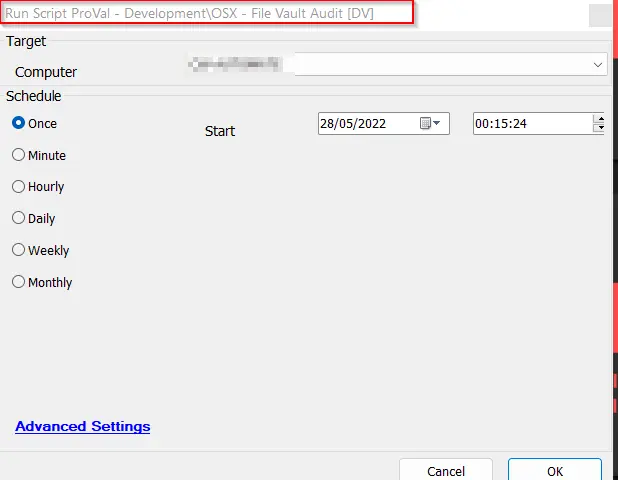 Run Script ProVal - Development\OSX - File Vault Audit [DV]
Target
Computer
Schedule
Once
Start
28/05/2022
00:15:24
Minute
Hourly
Daily
Weekly
Monthly
Advanced Settings
Cancel
OK